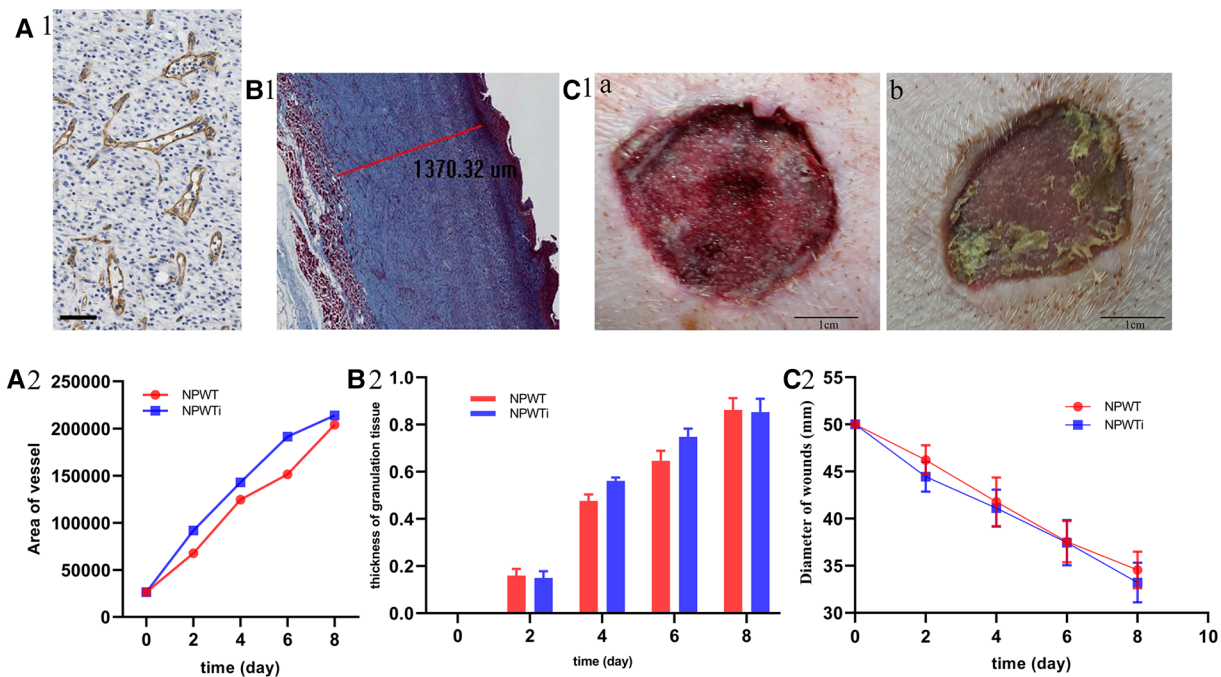 A 1
B1
1370.32 um
C1 a
1cm
b
1cm
A2
250000
200000
150000
100000
50000
0
Area of vessel
NPWT
NPWTi
0 2 4 6 8
time (day)
B2
1.0
0.8
0.6
0.4
0.2
0.0
thickness of granulation tissue
NPWT
NPWTi
0 2 4 6 8
time (day)
C2
55
50
45
40
35
30
Diameter of wounds (mm)
NPWT
NPWTi
0 2 4 6 8 10
time (day)